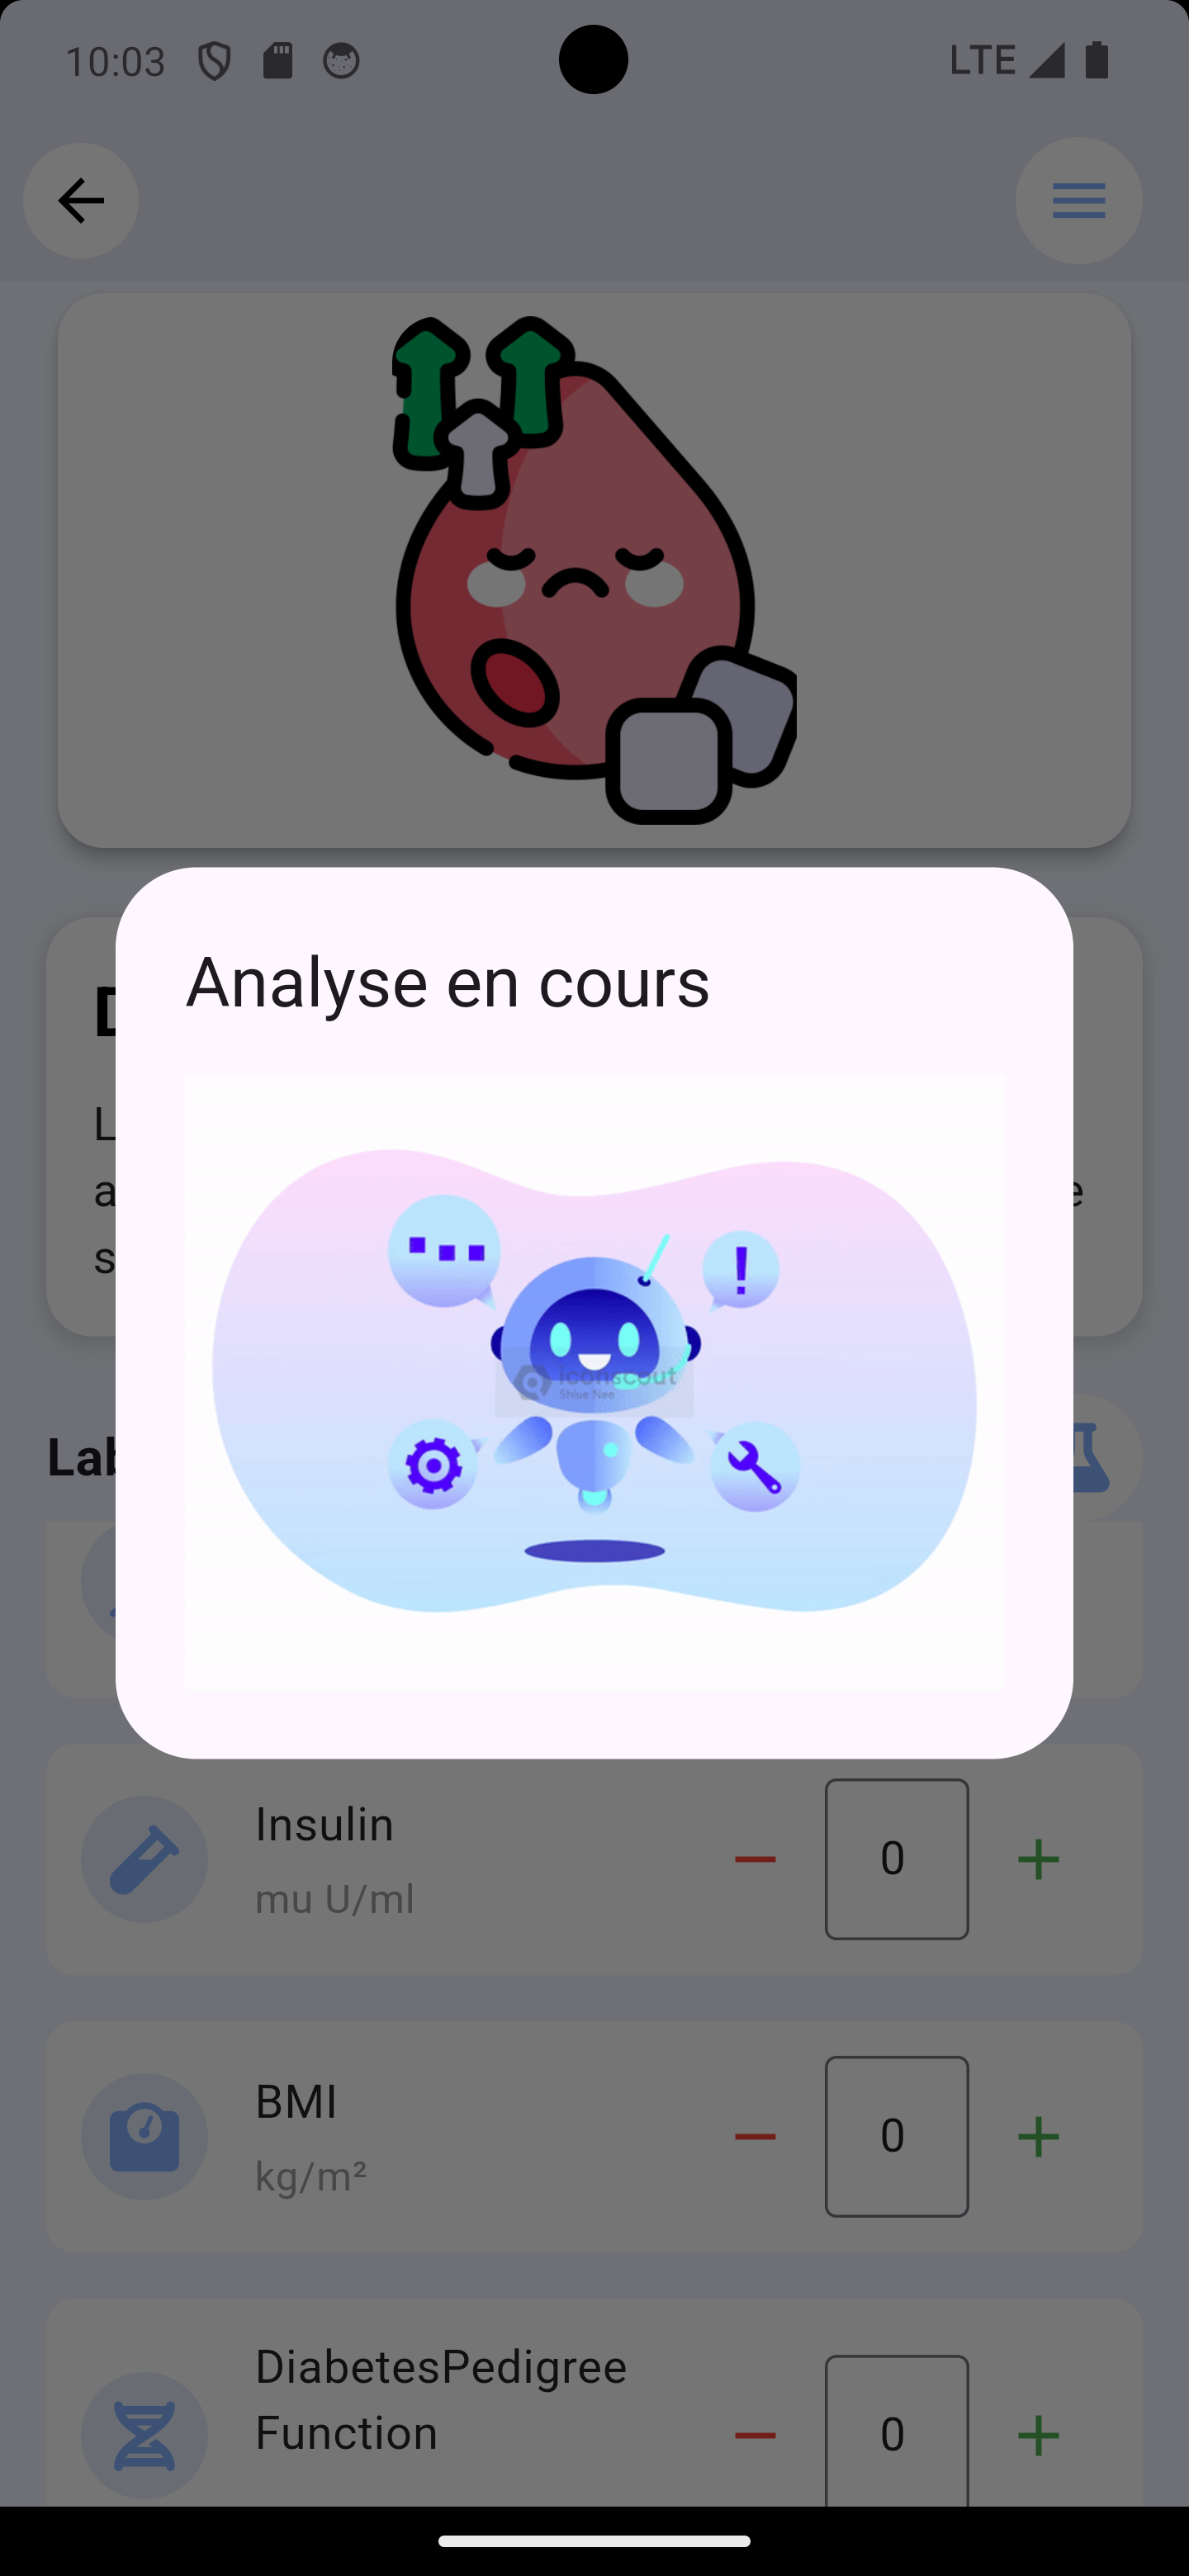 10:03 LTE
Analyse en cours
!
iconscout
Shiue Nee
Insulin
mu U/ml
0
BMI
kg/m²
0
DiabetesPedigree
Function
0